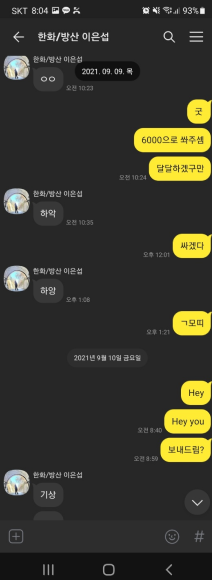 SKT 8:04 93%
한화/방산 이은섭
한화/방산 이은섭
ㅇㅇ
오전 10:23
2021. 09. 09. 목
굿
6000으로 쏴주셈
달달하겠구만
오전 10:24
한화/방산 이은섭
하악
오전 10:35
싸겠다
오후 12:01
한화/방산 이은섭
하앙
오후 1:08
ㄱ모띠
오후 1:21
2021년 9월 10일 금요일
Hey
Hey you
오전 8:40
보내드림?
오전 8:59
한화/방산 이은섭
기상
#